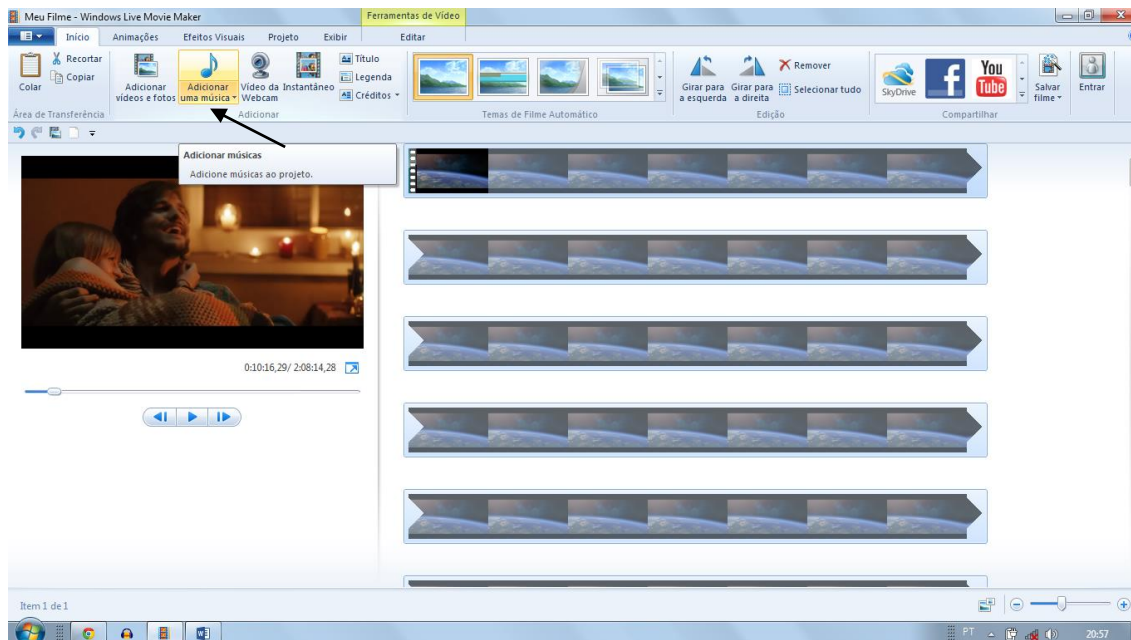 Meu Filme - Windows Live Movie Maker
Ferramentas de Vídeo
Início Animações Efeitos Visuais Projeto Exibir Editar
Colar
Recortar
Copiar
Área de Transferência
Adicionar
vídeos e fotos
Adicionar
uma música
Vídeo da
Webcam
Instantâneo
Título
Legenda
Créditos
Adicionar
Temas de Filme Automático
Girar para
a esquerda
Girar para
a direita
Remover
Selecionar tudo
Edição
SkyDrive
f
You
Tube
Compartilhar
Salvar
filme
Entrar
Adicionar músicas
Adicione músicas ao projeto.
0:10:16,29/ 2:08:14,28
Item 1 de 1
PT
20:57